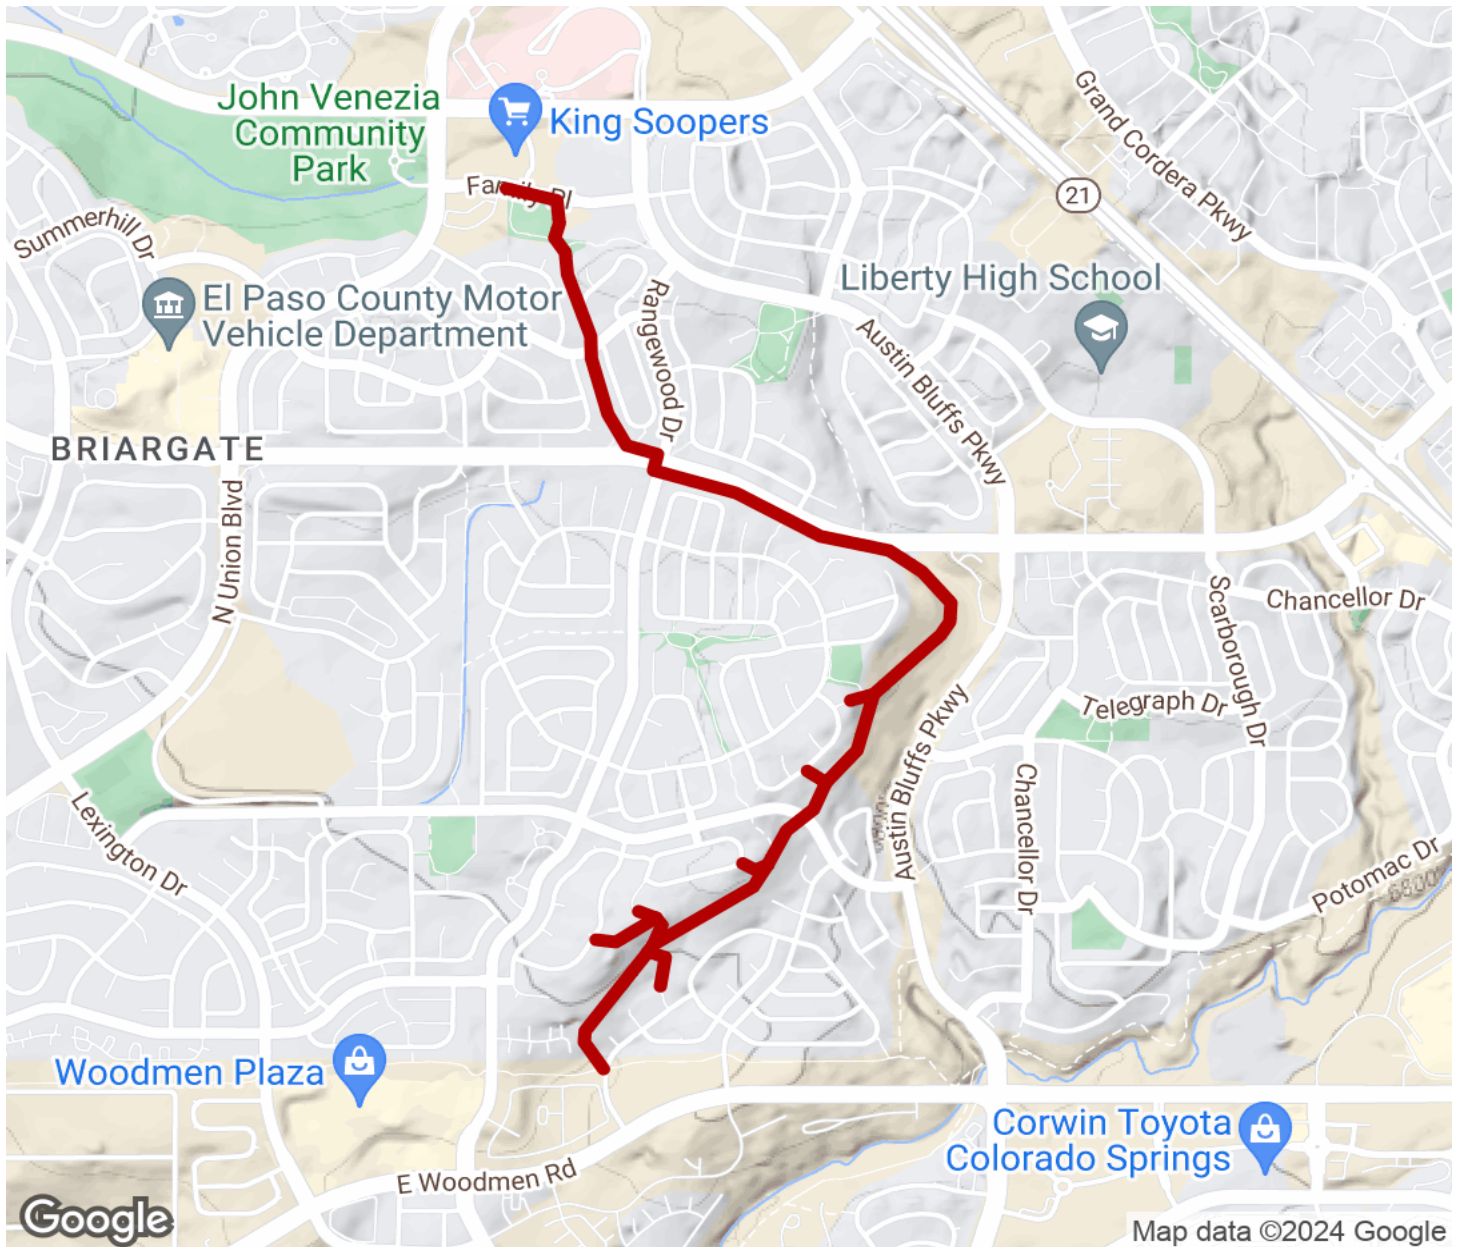 John Venezia
Community
Park
King Soopers
Family Pl
Grand Cordera Pkwy
21
Summerhill Dr
El Paso County Motor
Vehicle Department
Rangewood Dr
Liberty High School
Austin Bluffs Pkwy
BRIARGATE
N Union Blvd
Scarborough Dr
Chancellor Dr
Telegraph Dr
Austin Bluffs Pkwy
Chancellor Dr
Lexington Dr
Potomac Dr
6800
Woodmen Plaza
Corwin Toyota
Colorado Springs
E Woodmen Rd
Google
Map data ©2024 Google